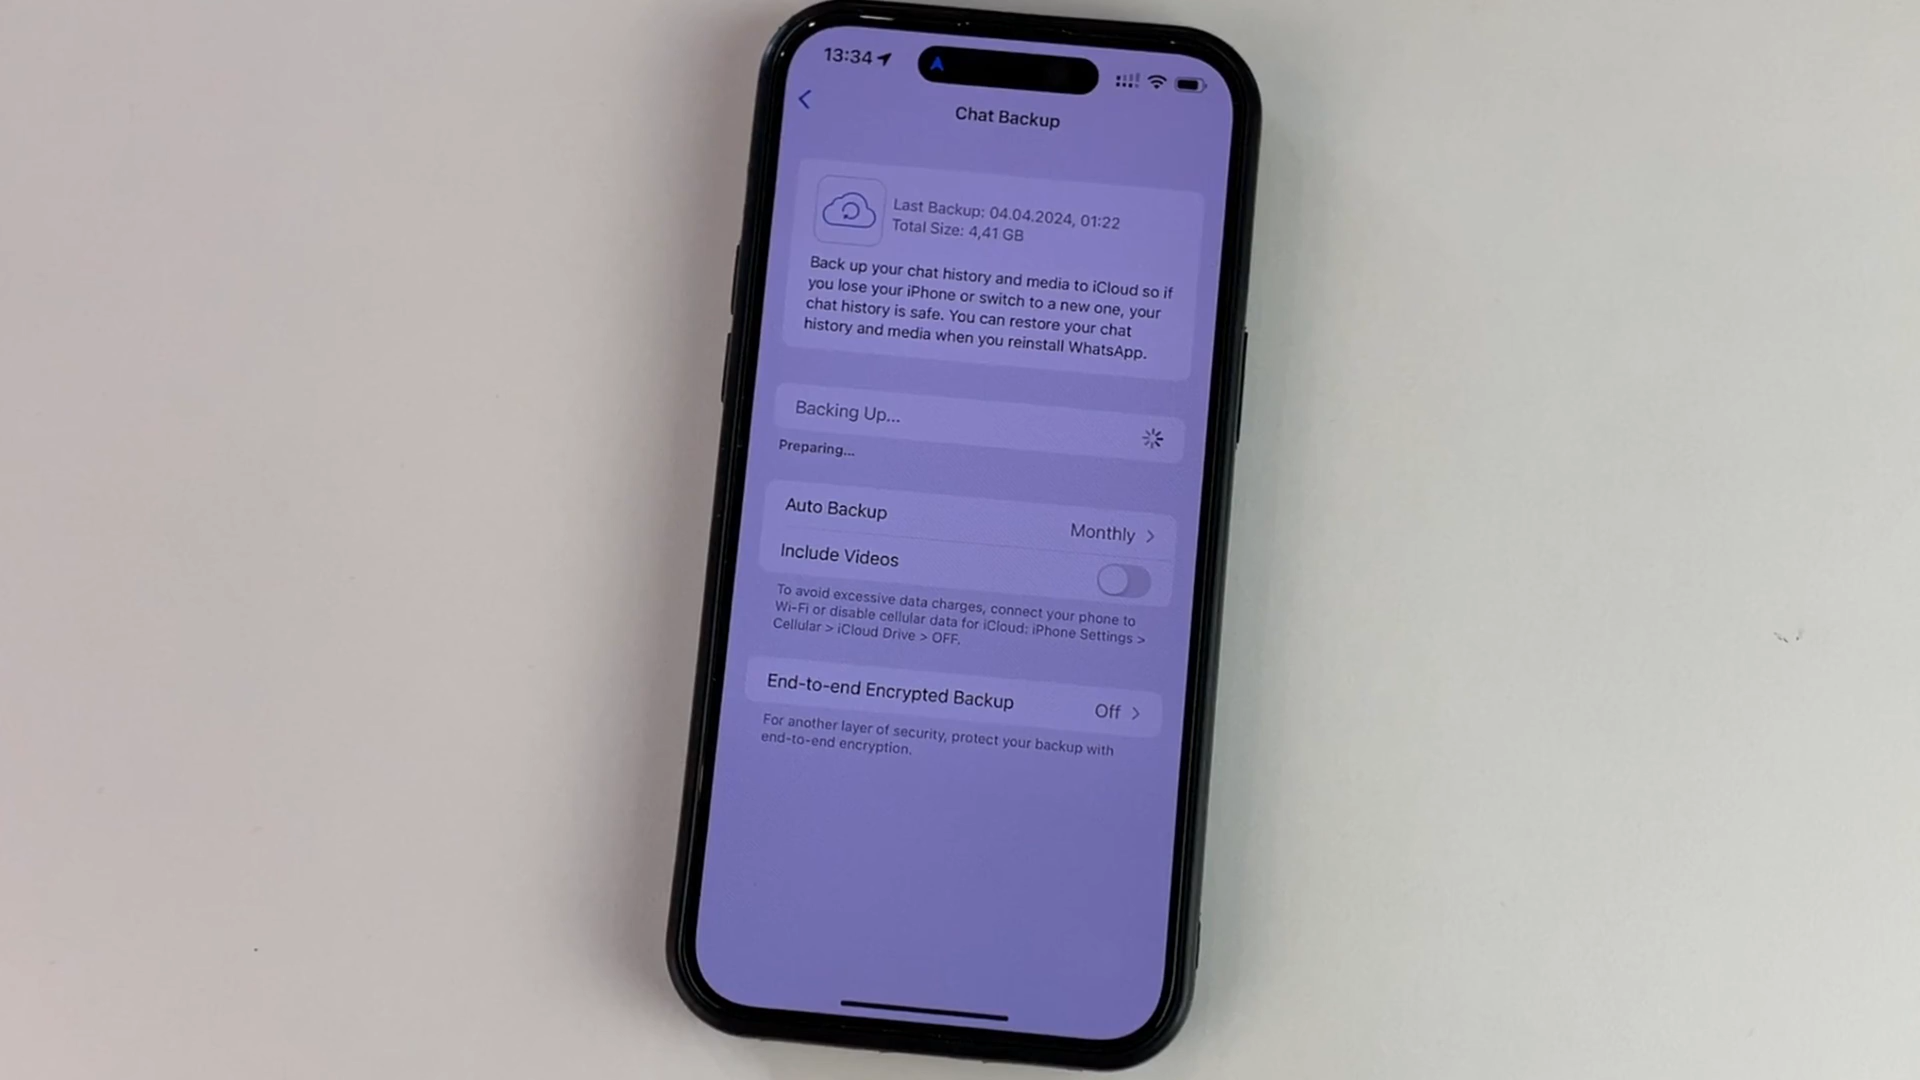 13:34
Chat Backup
Last Backup: 04.04.2024, 01:22
Total Size: 4,41 GB
Back up your chat history and media to iCloud so if
you lose your iPhone or switch to a new one, your
chat history is safe. You can restore your chat
history and media when you reinstall WhatsApp.
Backing Up...
Preparing...
Auto Backup Monthly
Include Videos
To avoid excessive data charges, connect your phone to
Wi-Fi or disable cellular data for iCloud: iPhone Settings >
Cellular > iCloud Drive > OFF.
End-to-end Encrypted Backup Off
For another layer of security, protect your backup with
end-to-end encryption.